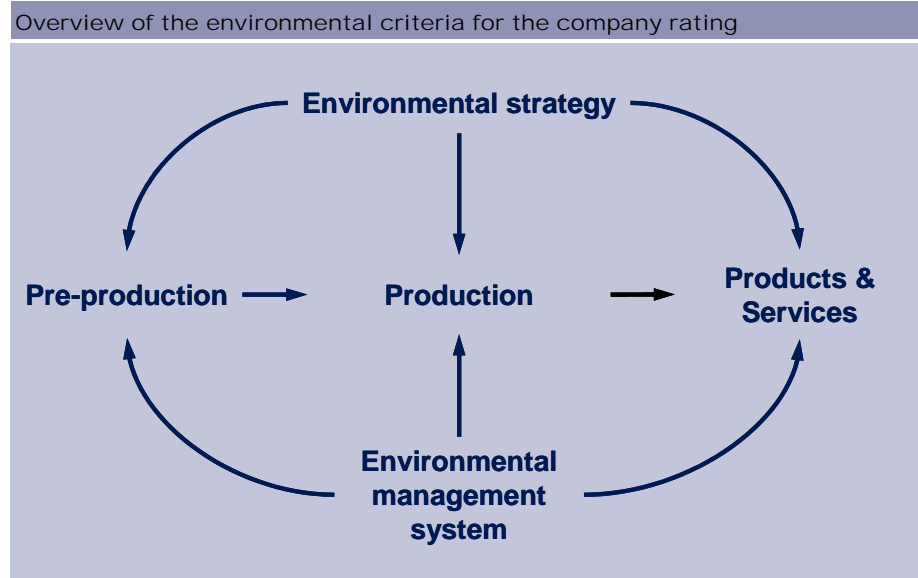 Overview of the environmental criteria for the company rating
Environmental strategy
Pre-production
Production
Products &
Services
Environmental
management
system